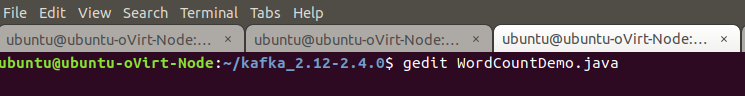 File Edit View Search Terminal Tabs Help
ubuntu@ubuntu-oVirt-Node:... × ubuntu@ubuntu-oVirt-Node:... × ubuntu@ubuntu-oVirt-Node:... ×
ubuntu@ubuntu-oVirt-Node:~/kafka_2.12-2.4.0$ gedit WordCountDemo.java